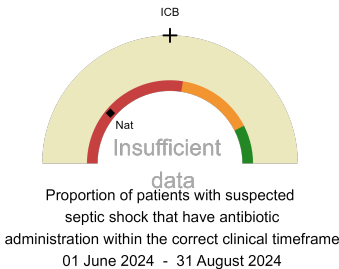 ICB
Nat
Insufficient
data
Proportion of patients with suspected
septic shock that have antibiotic
administration within the correct clinical timeframe
01 June 2024 - 31 August 2024